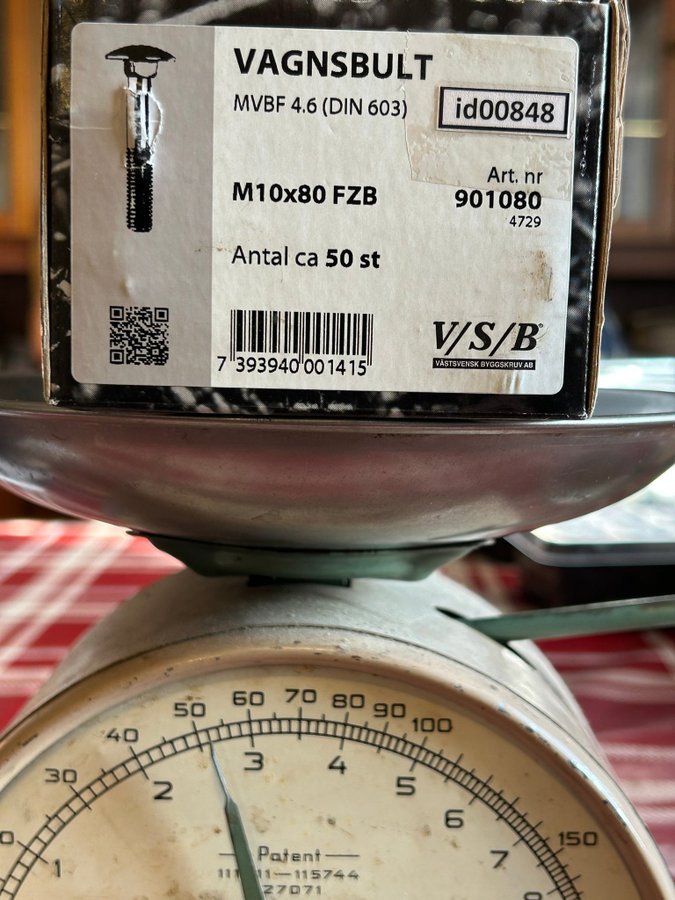 VAGNSBULT
MVBF 4.6 (DIN 603)
id00848
M10x80 FZB
Art. nr
901080
4729
Antal ca 50 st
7 393940 001415
V/S/B
VÄSTSVENSK BYGGSKRUV AB
30 40 50 60 70 80 90 100 150
1 2 3 4 5 6 7
Patent
115744
27071